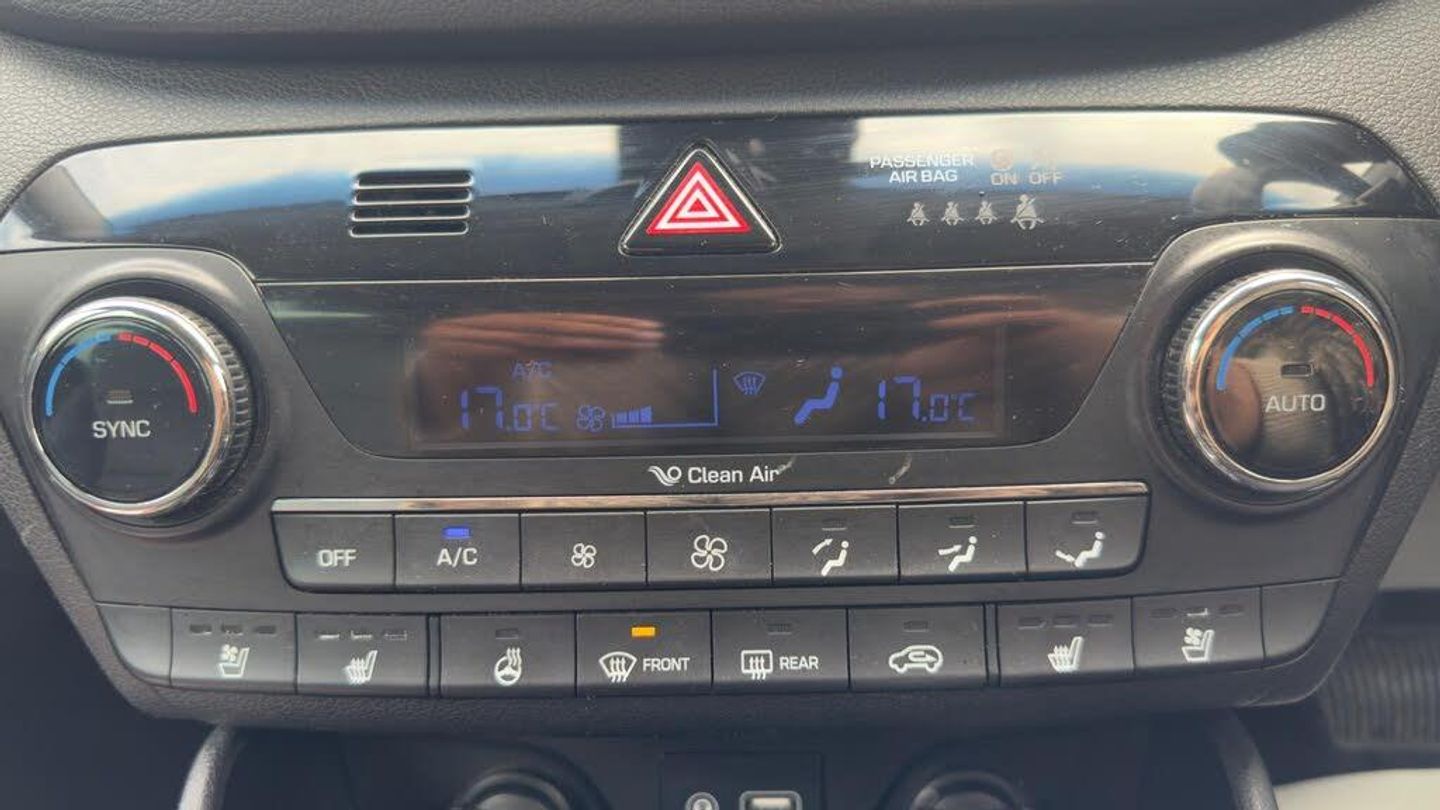 PASSENGER
AIR BAG
ON OFF
A/C
17.0°C
17.0°C
SYNC
AUTO
Clean Air
OFF
A/C
FRONT
REAR